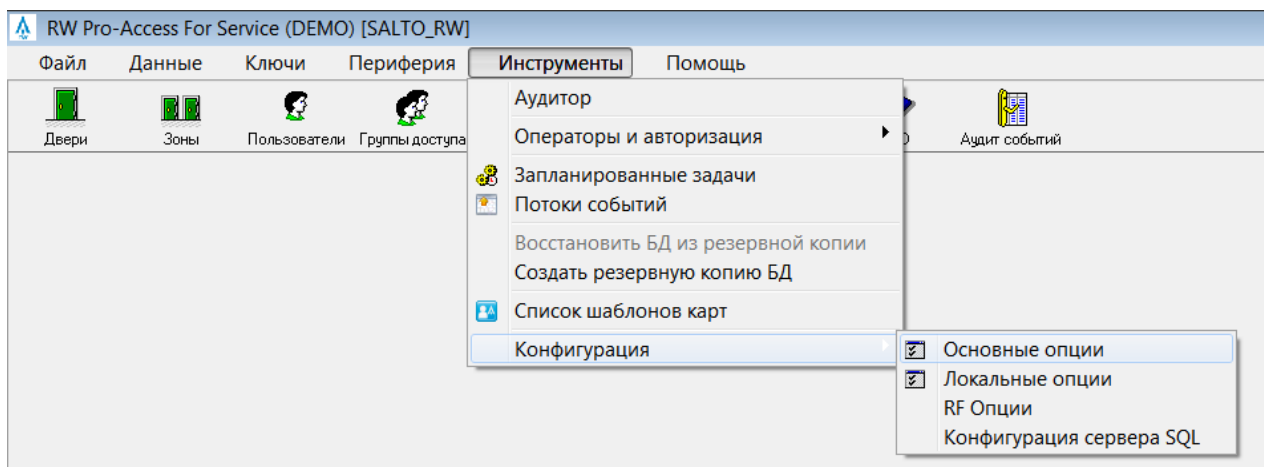 RW Pro-Access For Service (DEMO) [SALTO_RW]
Файл Данные Ключи Периферия Инструменты Помощь
Двери Зоны Пользователи Группы доступа Аудит событий
Аудитор
Операторы и авторизация
Запланированные задачи
Потоки событий
Восстановить БД из резервной копии
Создать резервную копию БД
Список шаблонов карт
Конфигурация
Основные опции
Локальные опции
RF Опции
Конфигурация сервера SQL